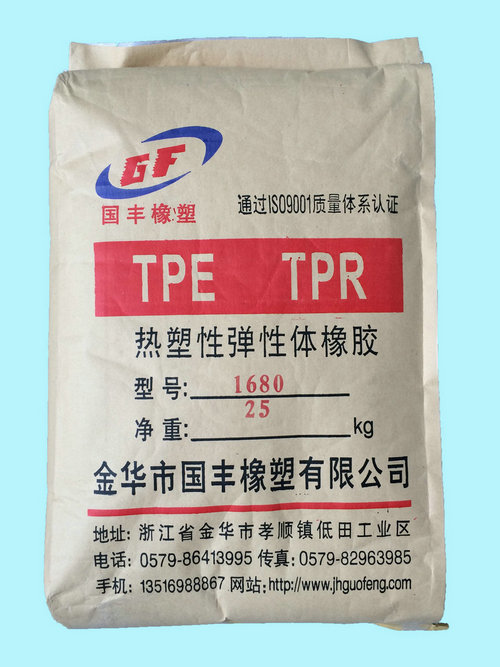 GF
国丰橡塑
通过ISO9001质量体系认证
TPE TPR
热塑性弹性体橡胶
型号: 1680
净重: 25 kg
金华市国丰橡塑有限公司
地址: 浙江省金华市孝顺镇低田工业区
电话: 0579-86413995 传真: 0579-82963985
手机: 13516988867 网站: http://www.jhguofeng.com